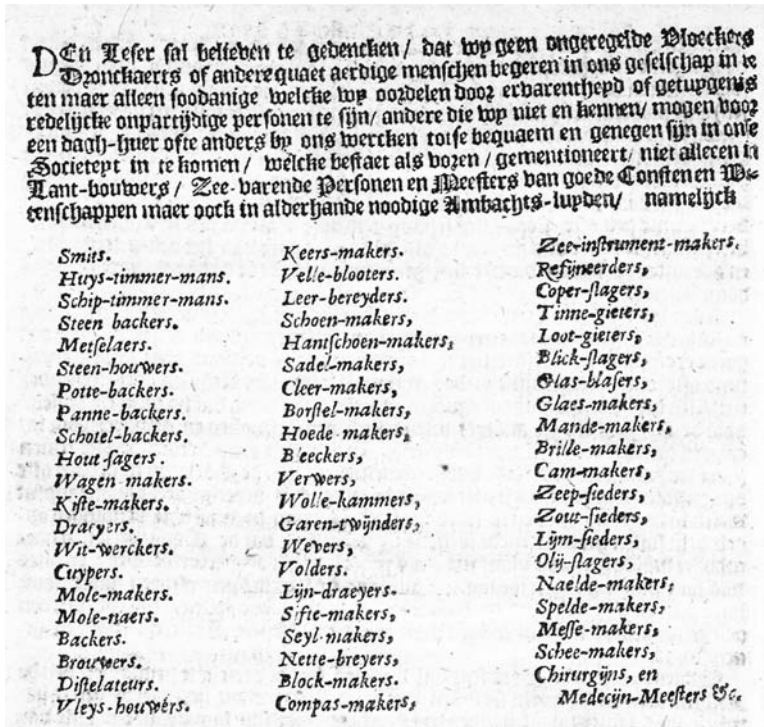 DEn Leser sal belieben te gedencken / dat wy geen ongeregelde Vloeckers
Dronckaerts of andere quaet aerdige menschen begeren in ons geselschap in te
ten maer alleen soodanige welcke wy oordelen door ervarentheyd of getuygenis
redelijcke onpartijdige personen te sijn / andere die wy niet en kennen / mogen voor
een dagh-huer ofte anders by ons wercken totse bequaem en genegen sijn in onse
Societeyt in te komen / welcke bestaet als voren / gementioneert / niet alleen in
Lant-bouwers / Zee-varende Personen en Meesters van goede Consten en We-
tenschappen maer oock in alderhande noodige Ambachts-luyden / namelijck
Smits.
Huys-timmer-mans.
Schip-timmer-mans.
Steen backers.
Metselaers.
Steen-houwers.
Potte-backers.
Panne-backers.
Schotel-backers.
Hout sagers.
Wagen makers.
Kiste-makers.
Drayers.
Wit-werckers.
Cuypers.
Mole-makers.
Mole-naers.
Backers.
Brouwers.
Distelateurs.
Vleys-houwers.
Keers-makers.
Velle-blooters.
Leer-bereyders.
Schoen-makers,
Hantschoen-makers,
Sadel-makers,
Cleer-makers,
Borstel-makers,
Hoede-makers,
Bleeckers,
Verwers,
Wolle-kammers,
Garen-twijnders,
Wevers,
Volders.
Lijn-draeyers.
Sifte-makers,
Seyl-makers,
Nette-breyers,
Block-makers.
Compas-makers,
Zee-instrument-makers,
Refijneerders,
Coper-slagers,
Tinne-gieters,
Loot-gieters,
Blick-slagers,
Glas-blasers,
Glaes-makers,
Mande-makers,
Brille-makers,
Cam-makers,
Zeep-sieders,
Zout-sieders,
Lijm-sieders,
Olij-slagers,
Naelde-makers,
Spelde-makers,
Messe-makers,
Schee-makers,
Chirurgijns, en
Medecijn-Meesters &c.